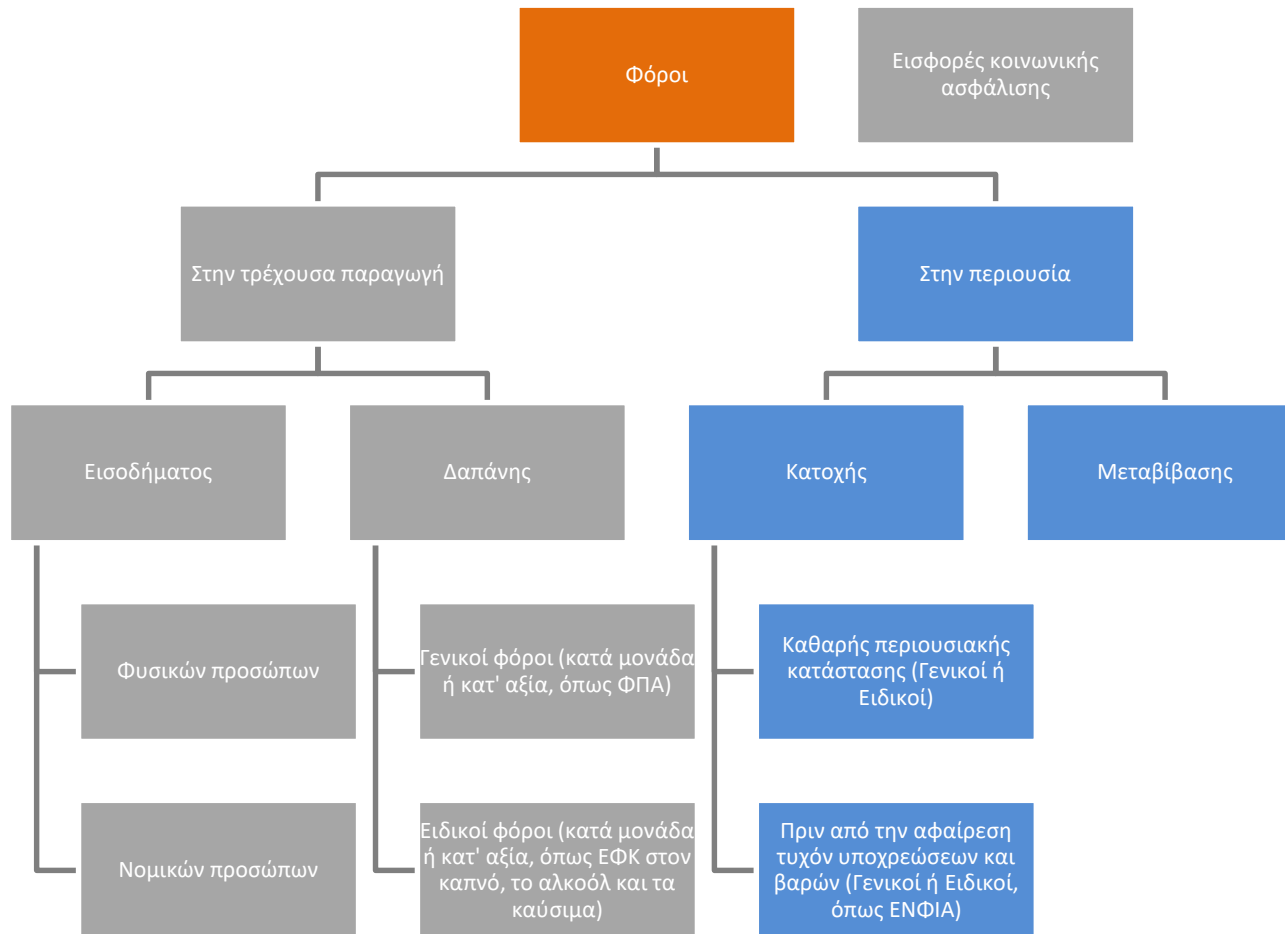 Φόροι
Εισφορές κοινωνικής
ασφάλισης
Στην τρέχουσα παραγωγή
Στην περιουσία
Εισοδήματος
Δαπάνης
Κατοχής
Μεταβίβασης
Φυσικών προσώπων
Γενικοί φόροι (κατά μονάδα
ή κατ' αξία, όπως ΦΠΑ)
Καθαρής περιουσιακής
κατάστασης (Γενικοί ή
Ειδικοί)
Νομικών προσώπων
Ειδικοί φόροι (κατά μονάδα
ή κατ' αξία, όπως ΕΦΚ στον
καπνό, το αλκοόλ και τα
καύσιμα)
Πριν από την αφαίρεση
τυχόν υποχρεώσεων και
βαρών (Γενικοί ή Ειδικοί,
όπως ΕΝΦΙΑ)